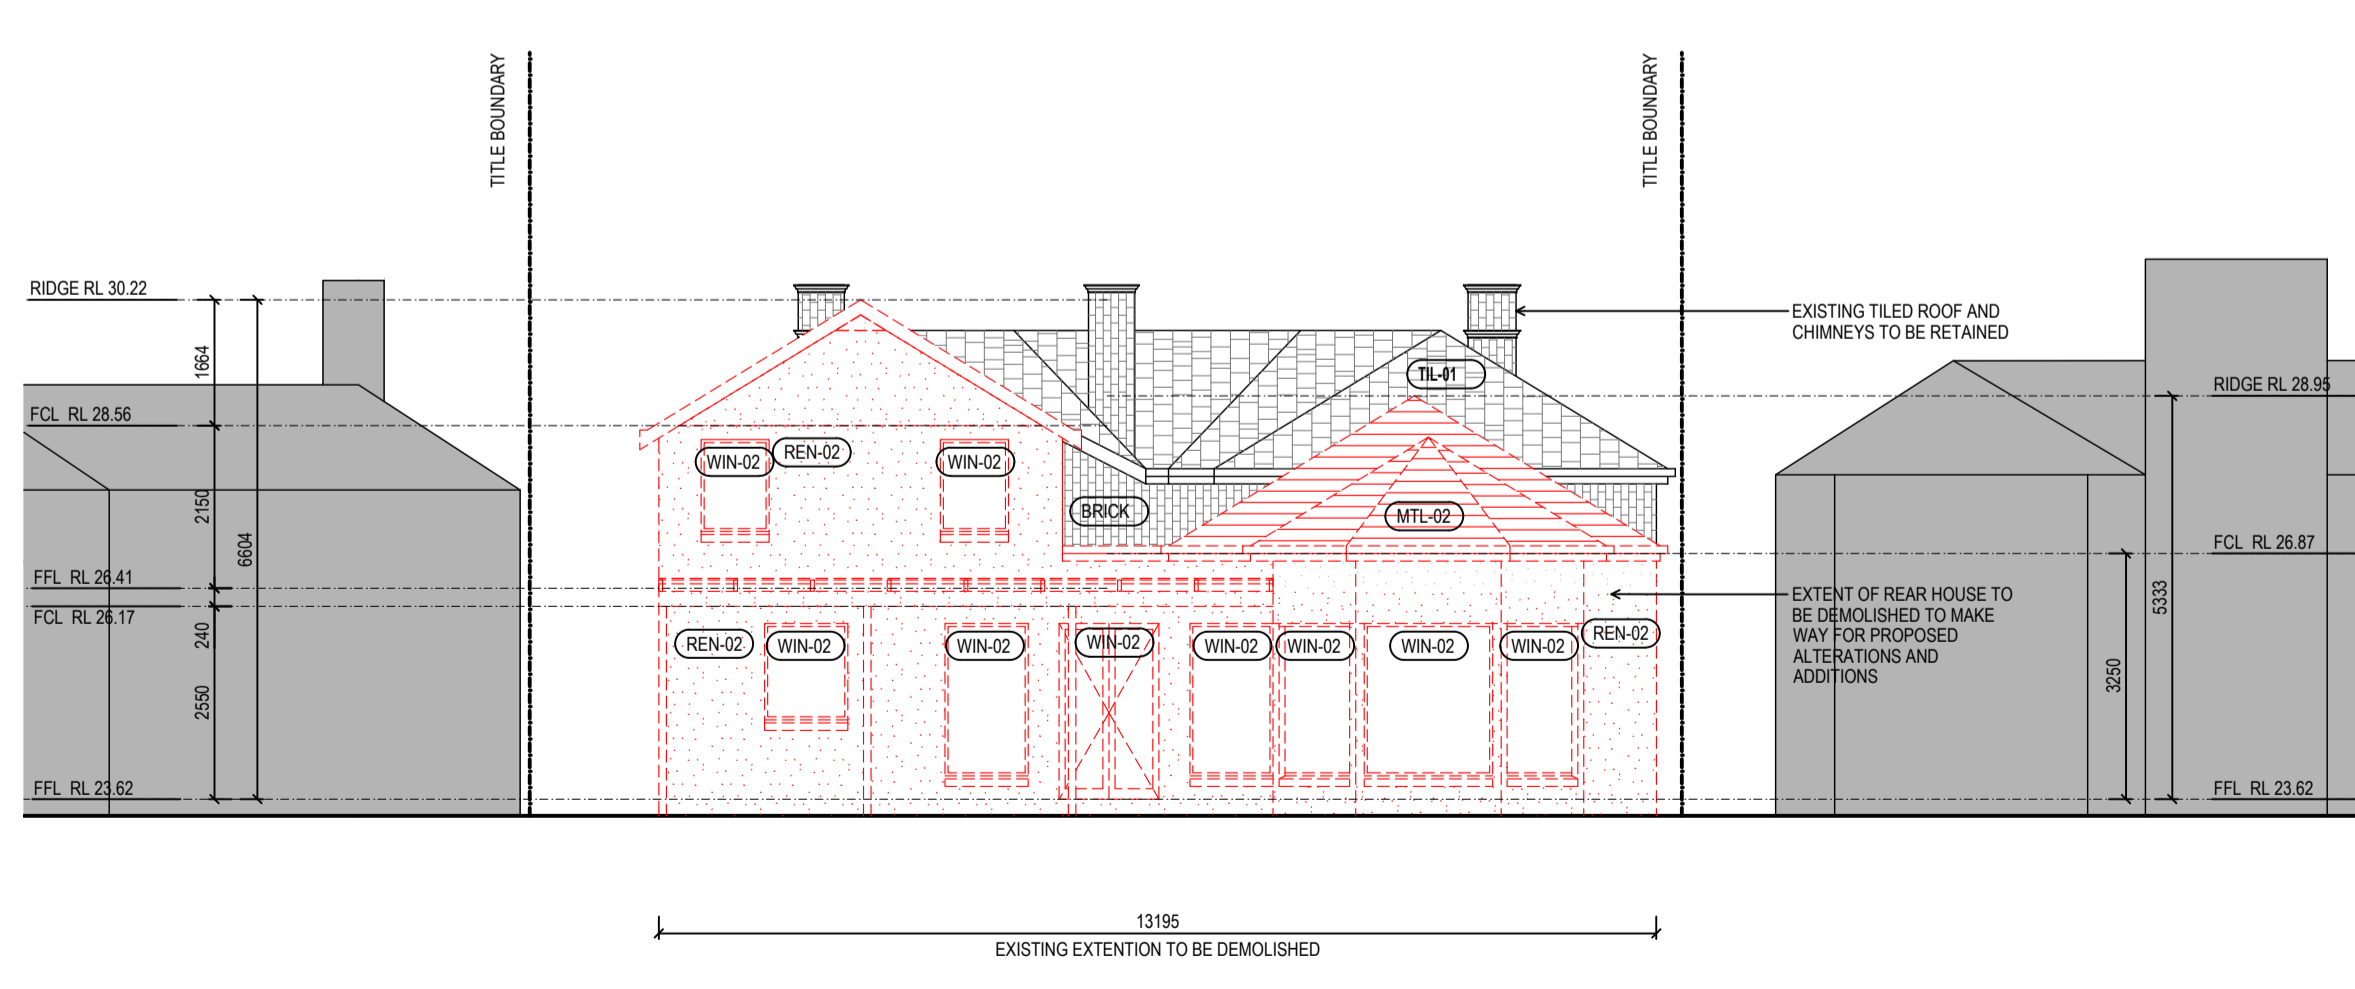 TITLE BOUNDARY
TITLE BOUNDARY
RIDGE RL 30.22
EXISTING TILED ROOF AND
CHIMNEYS TO BE RETAINED
1664
TIL-01
RIDGE RL 28.95
FCL RL 28.56
WIN-02
REN-02
WIN-02
2150
BRICK
MTL-02
6604
FCL RL 26.87
FFL RL 26.41
FCL RL 26.17
EXTENT OF REAR HOUSE TO
BE DEMOLISHED TO MAKE
WAY FOR PROPOSED
ALTERATIONS AND
ADDITIONS
5333
240
REN-02
WIN-02
WIN-02
WIN-02
WIN-02
WIN-02
WIN-02
WIN-02
REN-02
2550
3250
FFL RL 23.62
FFL RL 23.62
13195
EXISTING EXTENTION TO BE DEMOLISHED